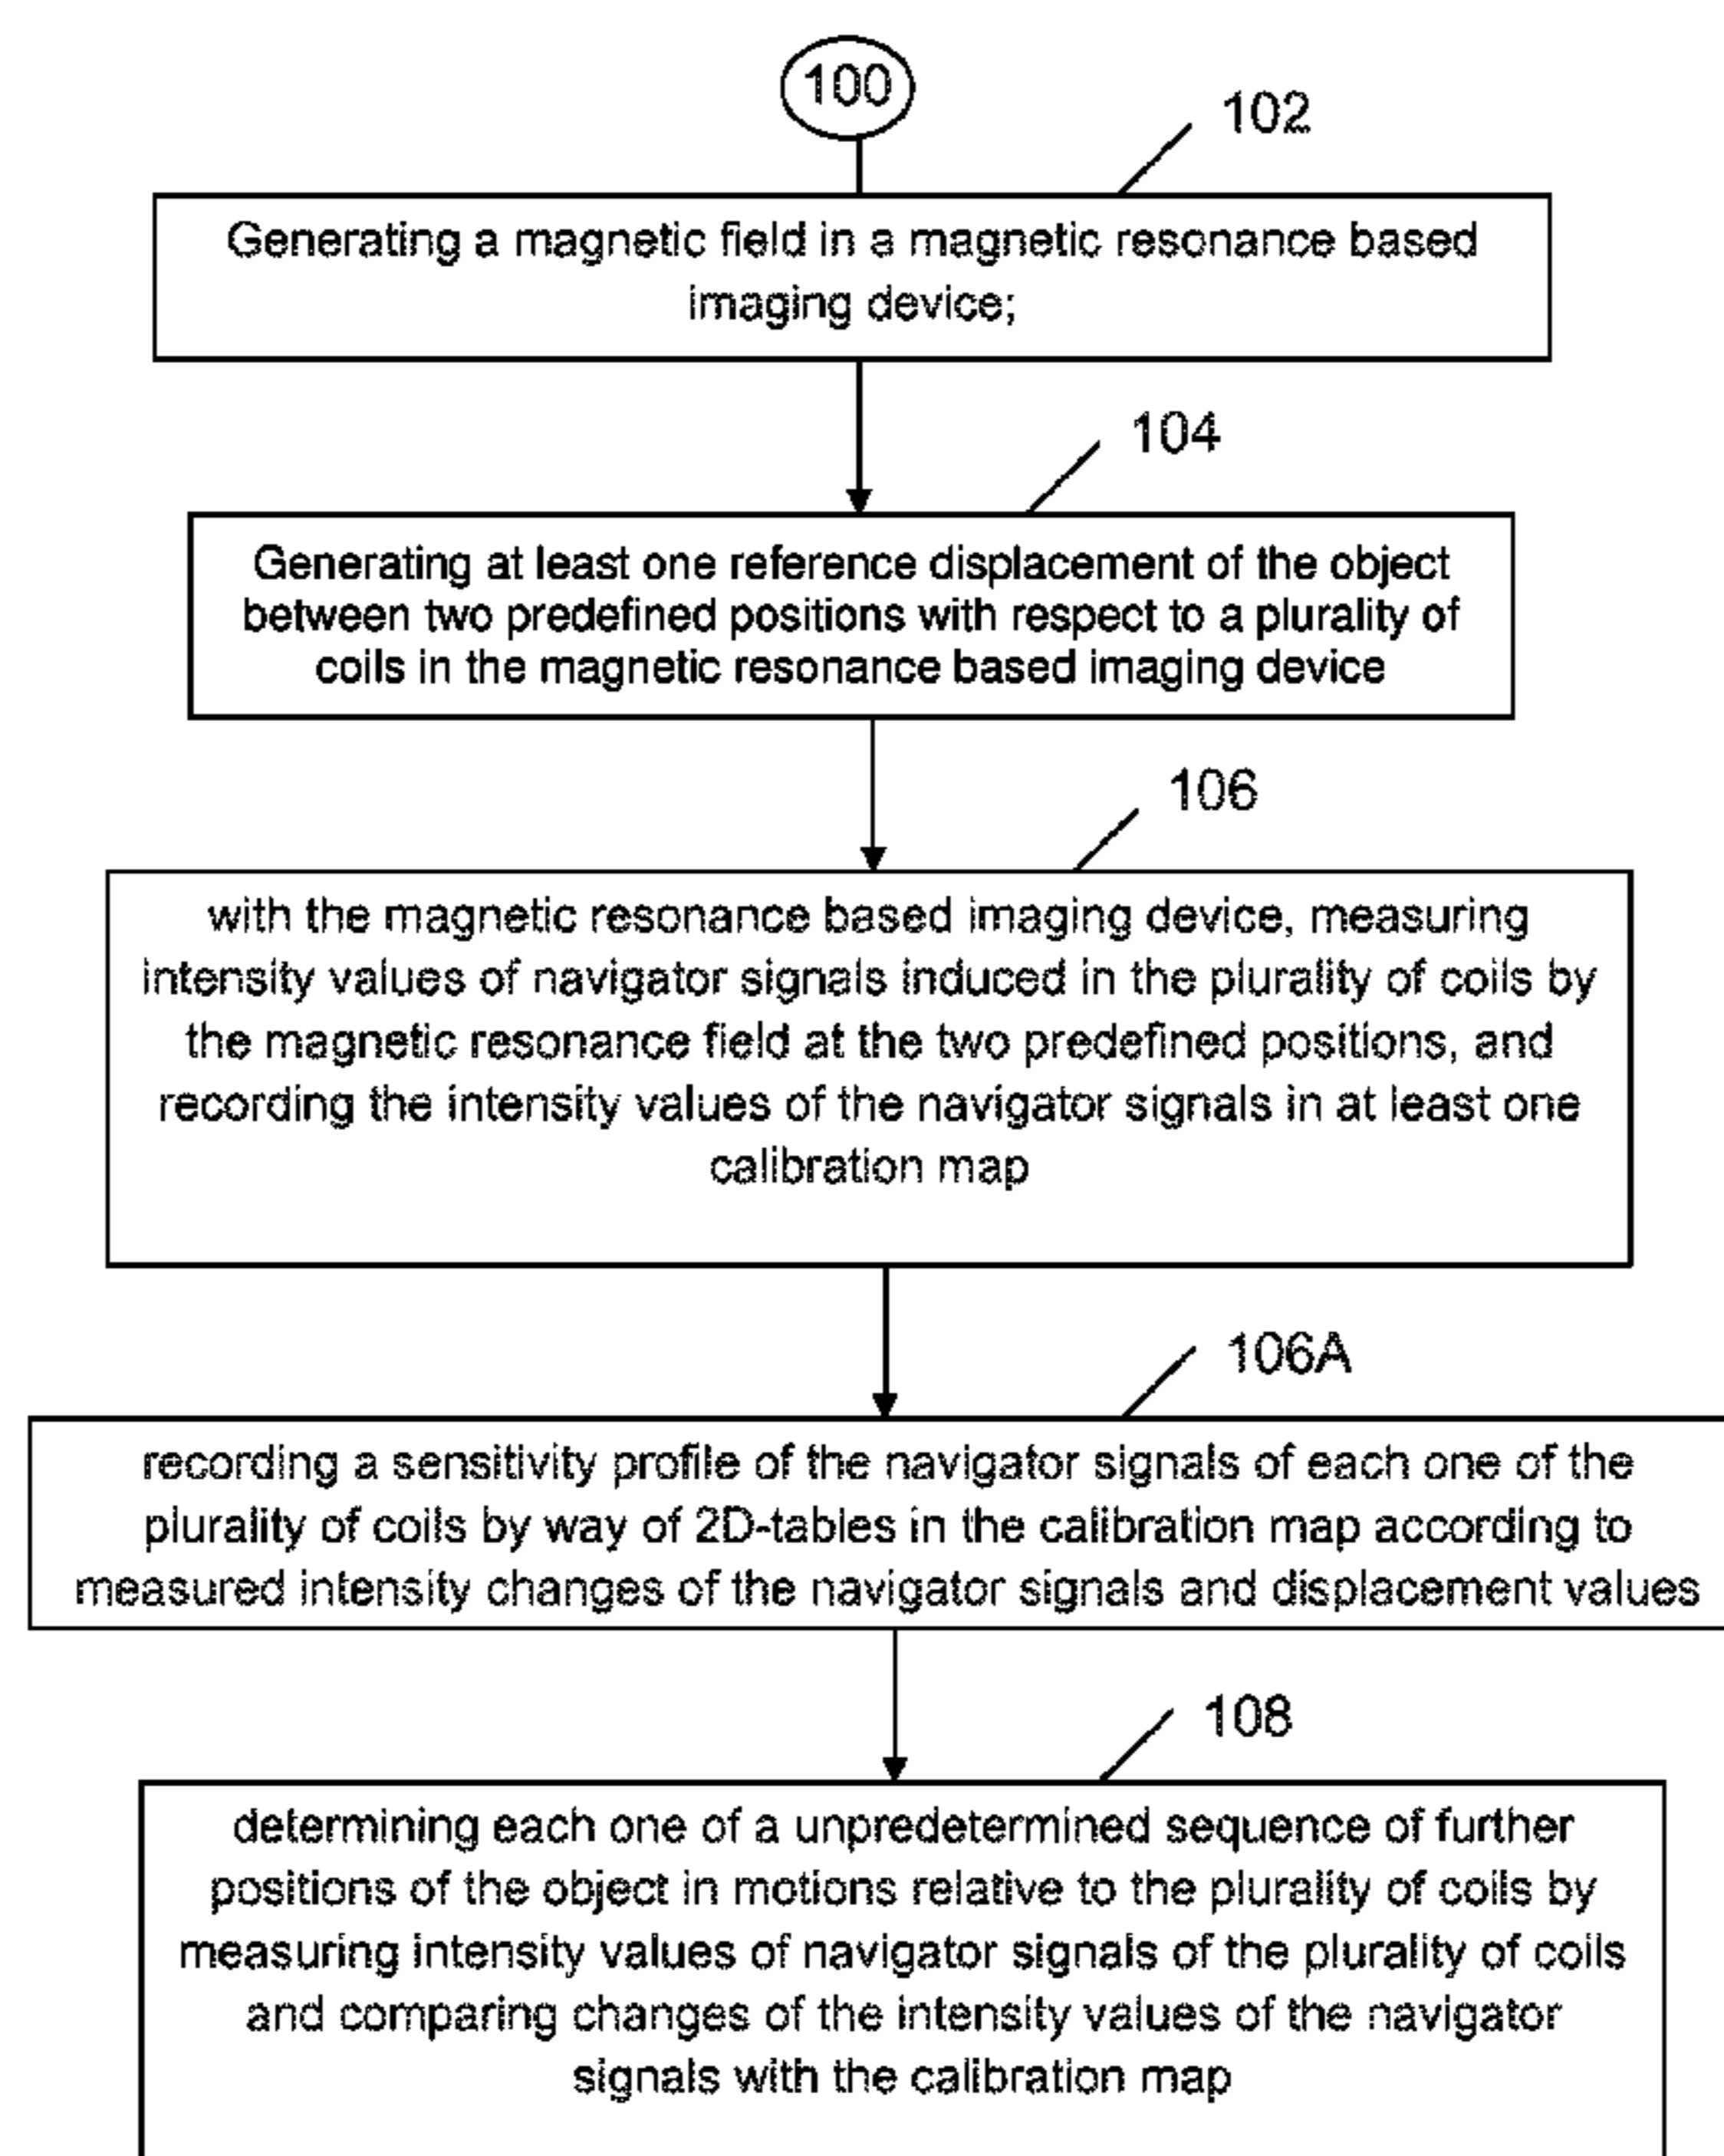 100
102
Generating a magnetic field in a magnetic resonance based
imaging device;
104
Generating at least one reference displacement of the object
between two predefined positions with respect to a plurality of
coils in the magnetic resonance based imaging device
106
with the magnetic resonance based imaging device, measuring
intensity values of navigator signals induced in the plurality of coils by
the magnetic resonance field at the two predefined positions, and
recording the intensity values of the navigator signals in at least one
calibration map
106A
recording a sensitivity profile of the navigator signals of each one of the
plurality of coils by way of 2D-tables in the calibration map according to
measured intensity changes of the navigator signals and displacement values
108
determining each one of a unpredetermined sequence of further
positions of the object in motions relative to the plurality of coils by
measuring intensity values of navigator signals of the plurality of coils
and comparing changes of the intensity values of the navigator
signals with the calibration map